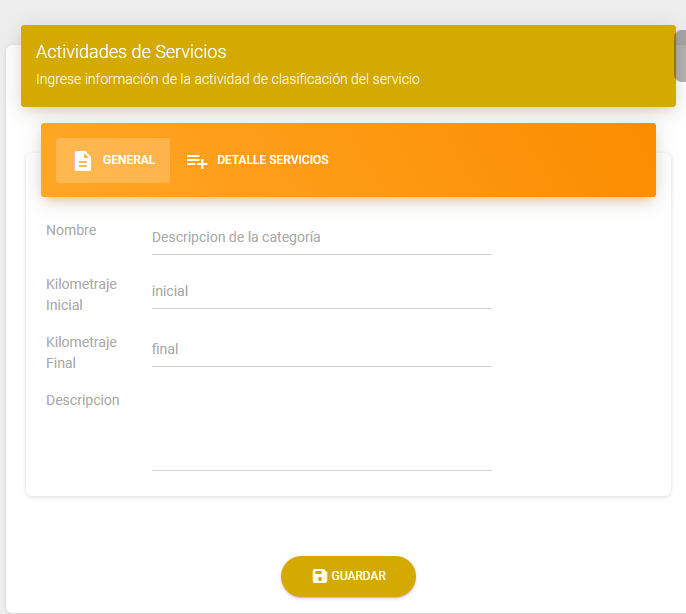 Actividades de Servicios
Ingrese información de la actividad de clasificación del servicio
GENERAL
DETALLE SERVICIOS
Nombre
Descripcion de la categoría
Kilometraje
Inicial
inicial
Kilometraje
Final
final
Descripcion
GUARDAR